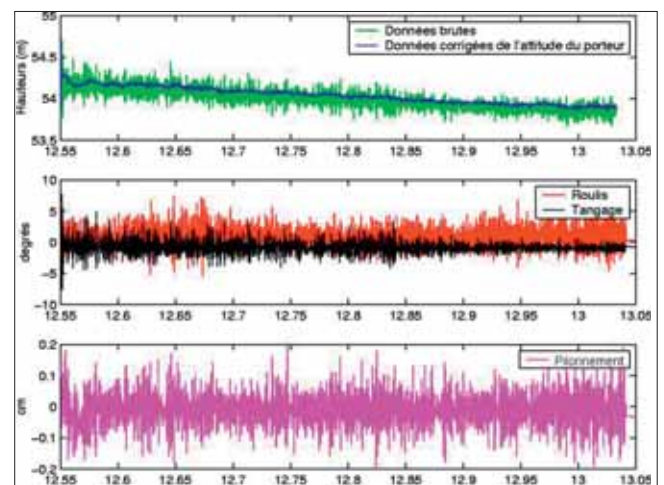 55
54.5
54
53.5
Hauteurs (m)
Données brutes
Données corrigées de l'attitude du porteur
12.55 12.6 12.65 12.7 12.75 12.8 12.85 12.9 12.95 13 13.05
10
5
0
-5
-10
degrés
Roulis
Tangage
12.55 12.6 12.65 12.7 12.75 12.8 12.85 12.9 12.95 13 13.05
0.2
0.1
0
-0.1
-0.2
cm
Pilonnement
12.55 12.6 12.65 12.7 12.75 12.8 12.85 12.9 12.95 13 13.05